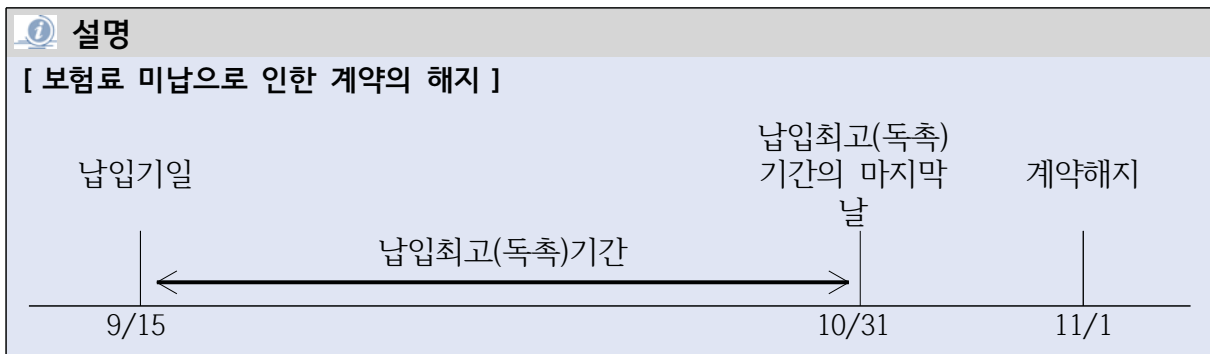 설명
[ 보험료 미납으로 인한 계약의 해지 ]
납입기일
납입최고(독촉)
기간의 마지막
날
계약해지
납입최고(독촉)기간
9/15
10/31
11/1